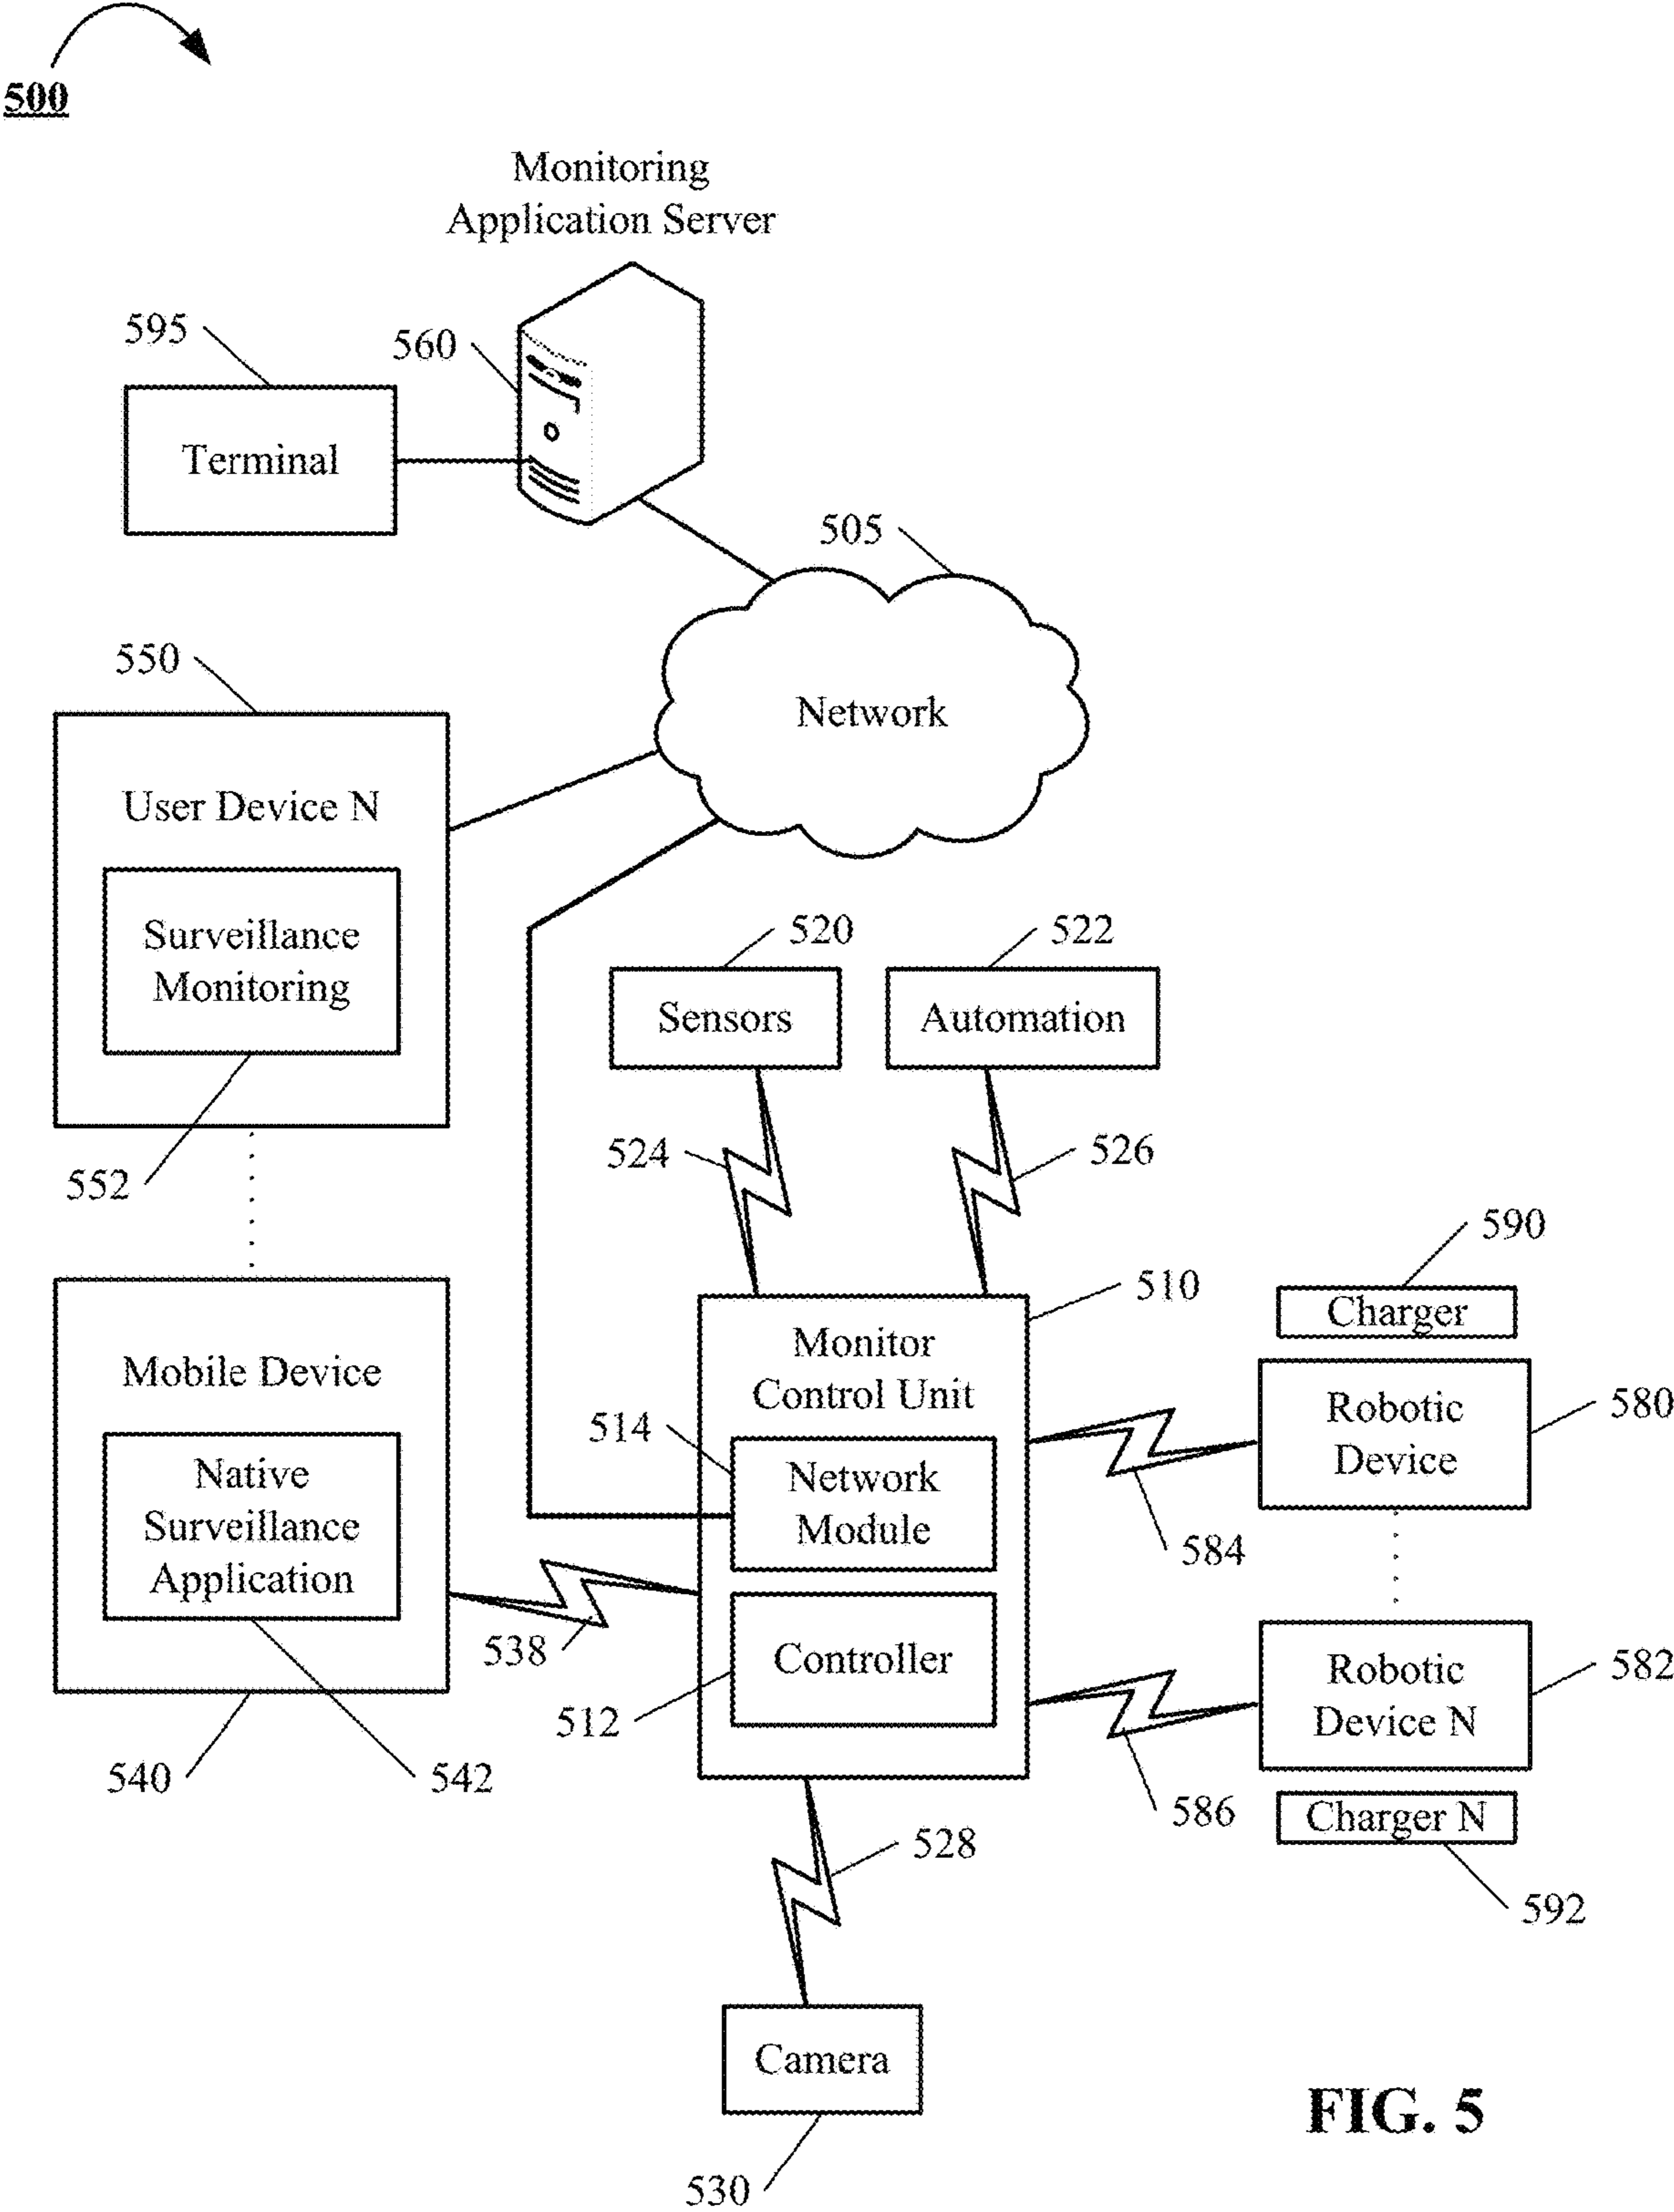 500
Monitoring
Application Server
595
560
Terminal
505
550
Network
User Device N
Surveillance
Monitoring
552
520
522
Sensors
Automation
524
526
590
Charger
510
Monitor
Control Unit
Mobile Device
514
Network
Module
Robotic
Device
580
584
Native
Surveillance
Application
538
Controller
512
Robotic
Device N
582
540
542
586
Charger N
592
528
Camera
530
FIG. 5